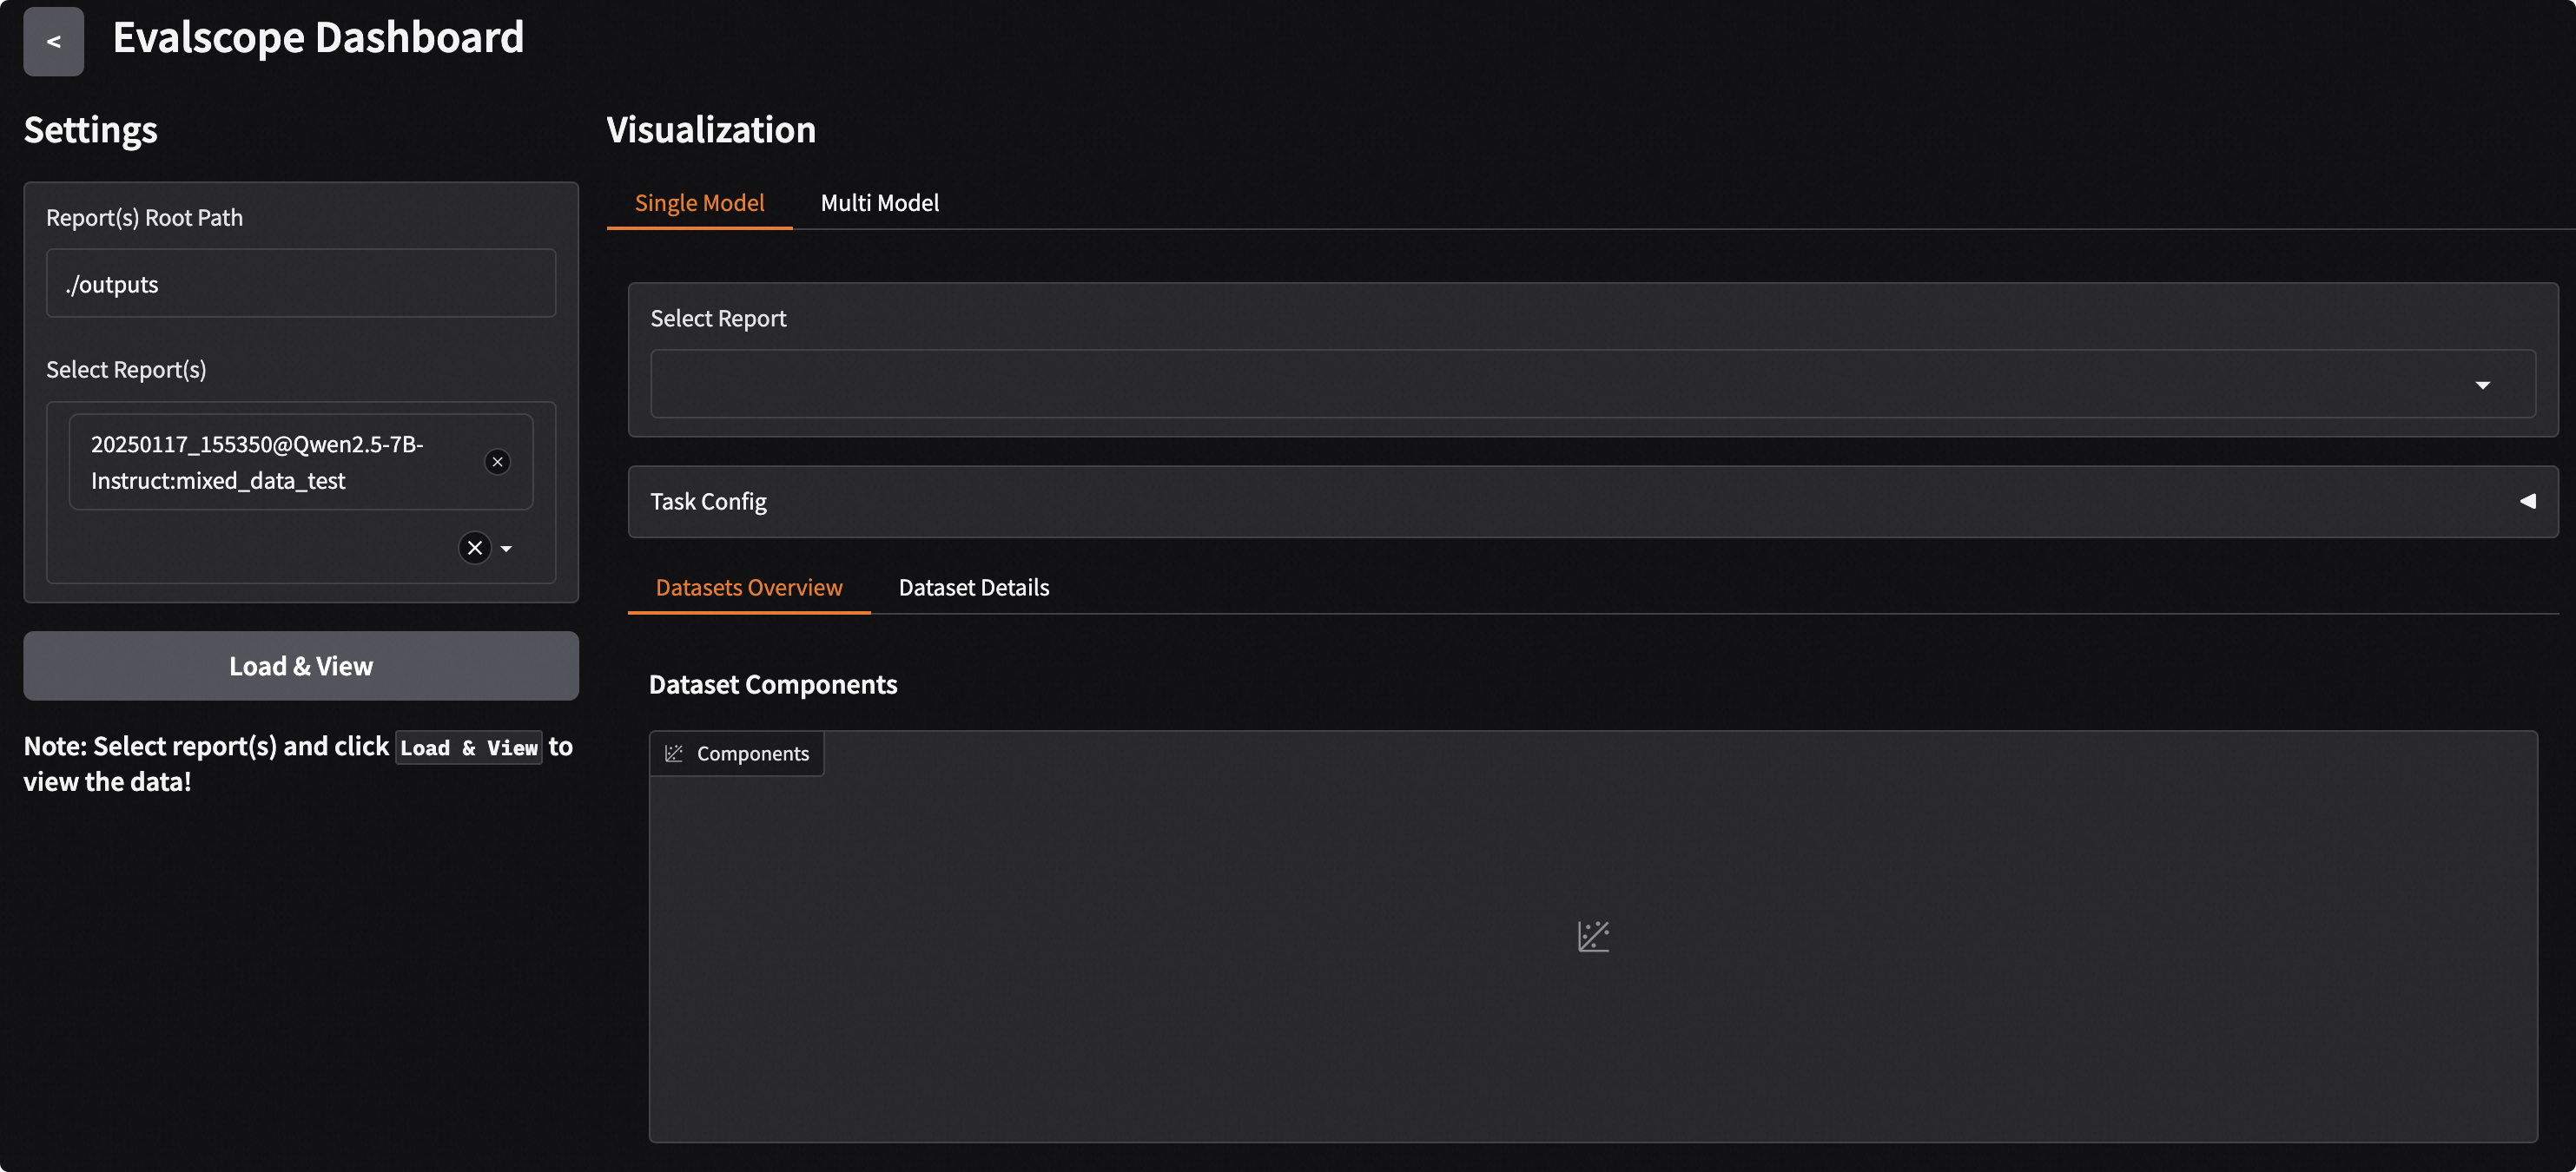 <
Evalscope Dashboard
Settings
Report(s) Root Path
./outputs
Select Report(s)
20250117_155350@Qwen2.5-7B-
Instruct:mixed_data_test
Load & View
Note: Select report(s) and click Load & View to
view the data!
Visualization
Single Model
Multi Model
Select Report
Task Config
Datasets Overview
Dataset Details
Dataset Components
Components